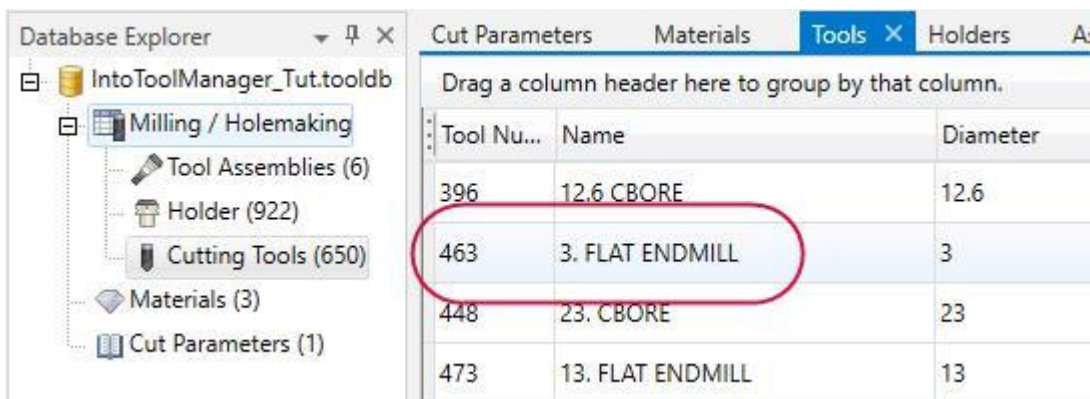 Database Explorer
IntoToolManager_Tut.tooldb
Milling / Holemaking
Tool Assemblies (6)
Holder (922)
Cutting Tools (650)
Materials (3)
Cut Parameters (1)
Cut Parameters Materials Tools Holders
Drag a column header here to group by that column.
Tool Nu... Name Diameter
396 12.6 CBORE 12.6
463 3. FLAT ENDMILL 3
448 23. CBORE 23
473 13. FLAT ENDMILL 13